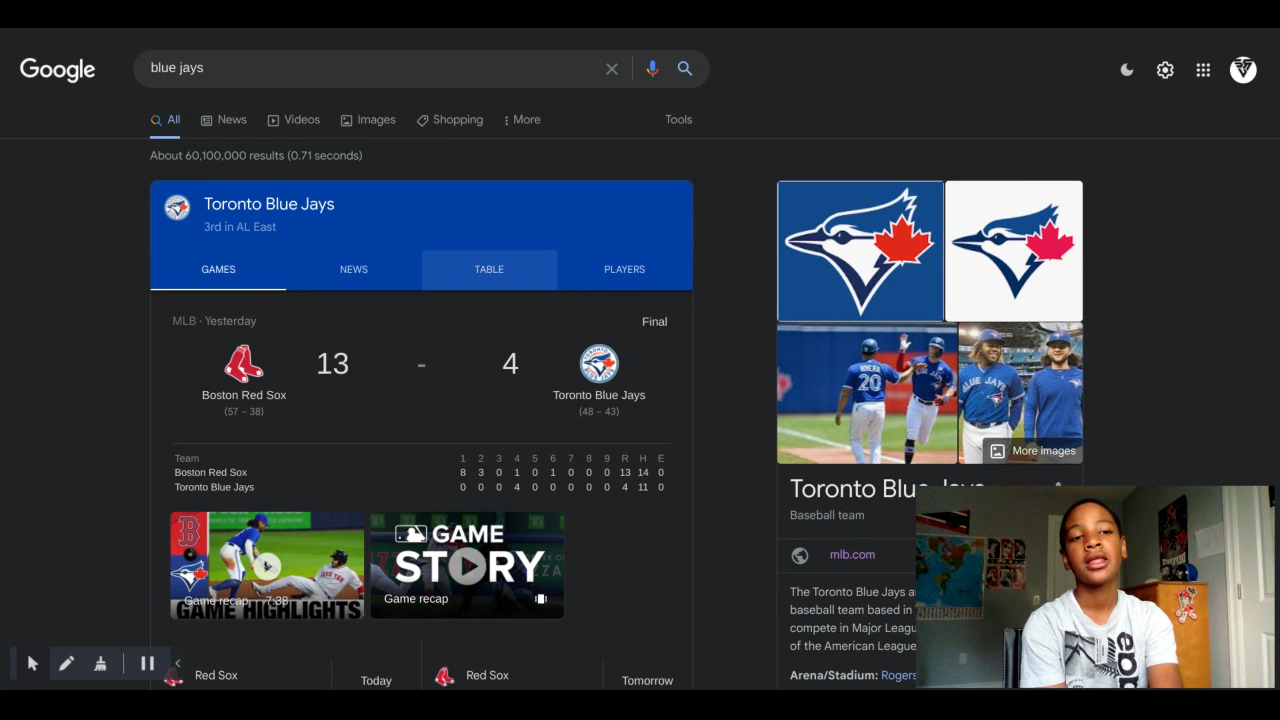 Google
blue jays
All News Videos Images Shopping More Tools
About 60,100,000 results (0.71 seconds)
Toronto Blue Jays
3rd in AL East
GAMES NEWS TABLE PLAYERS
MLB · Yesterday Final
13 - 4
Boston Red Sox Toronto Blue Jays
(57 – 38) (48 – 43)
Team 1 2 3 4 5 6 7 8 9 R H E
Boston Red Sox 8 3 0 1 0 1 0 0 0 13 14 0
Toronto Blue Jays 0 0 0 4 0 0 0 0 0 4 11 0
GAME HIGHLIGHTS
Game recap 7:38
GAME
STORY
Game recap
Red Sox Today
Red Sox Tomorrow
BLUE JAYS
20
More images
Toronto Blue Jays
Baseball team
mlb.com
The Toronto Blue Jays a
baseball team based in
compete in Major Leagu
of the American League
Arena/Stadium: Rogers